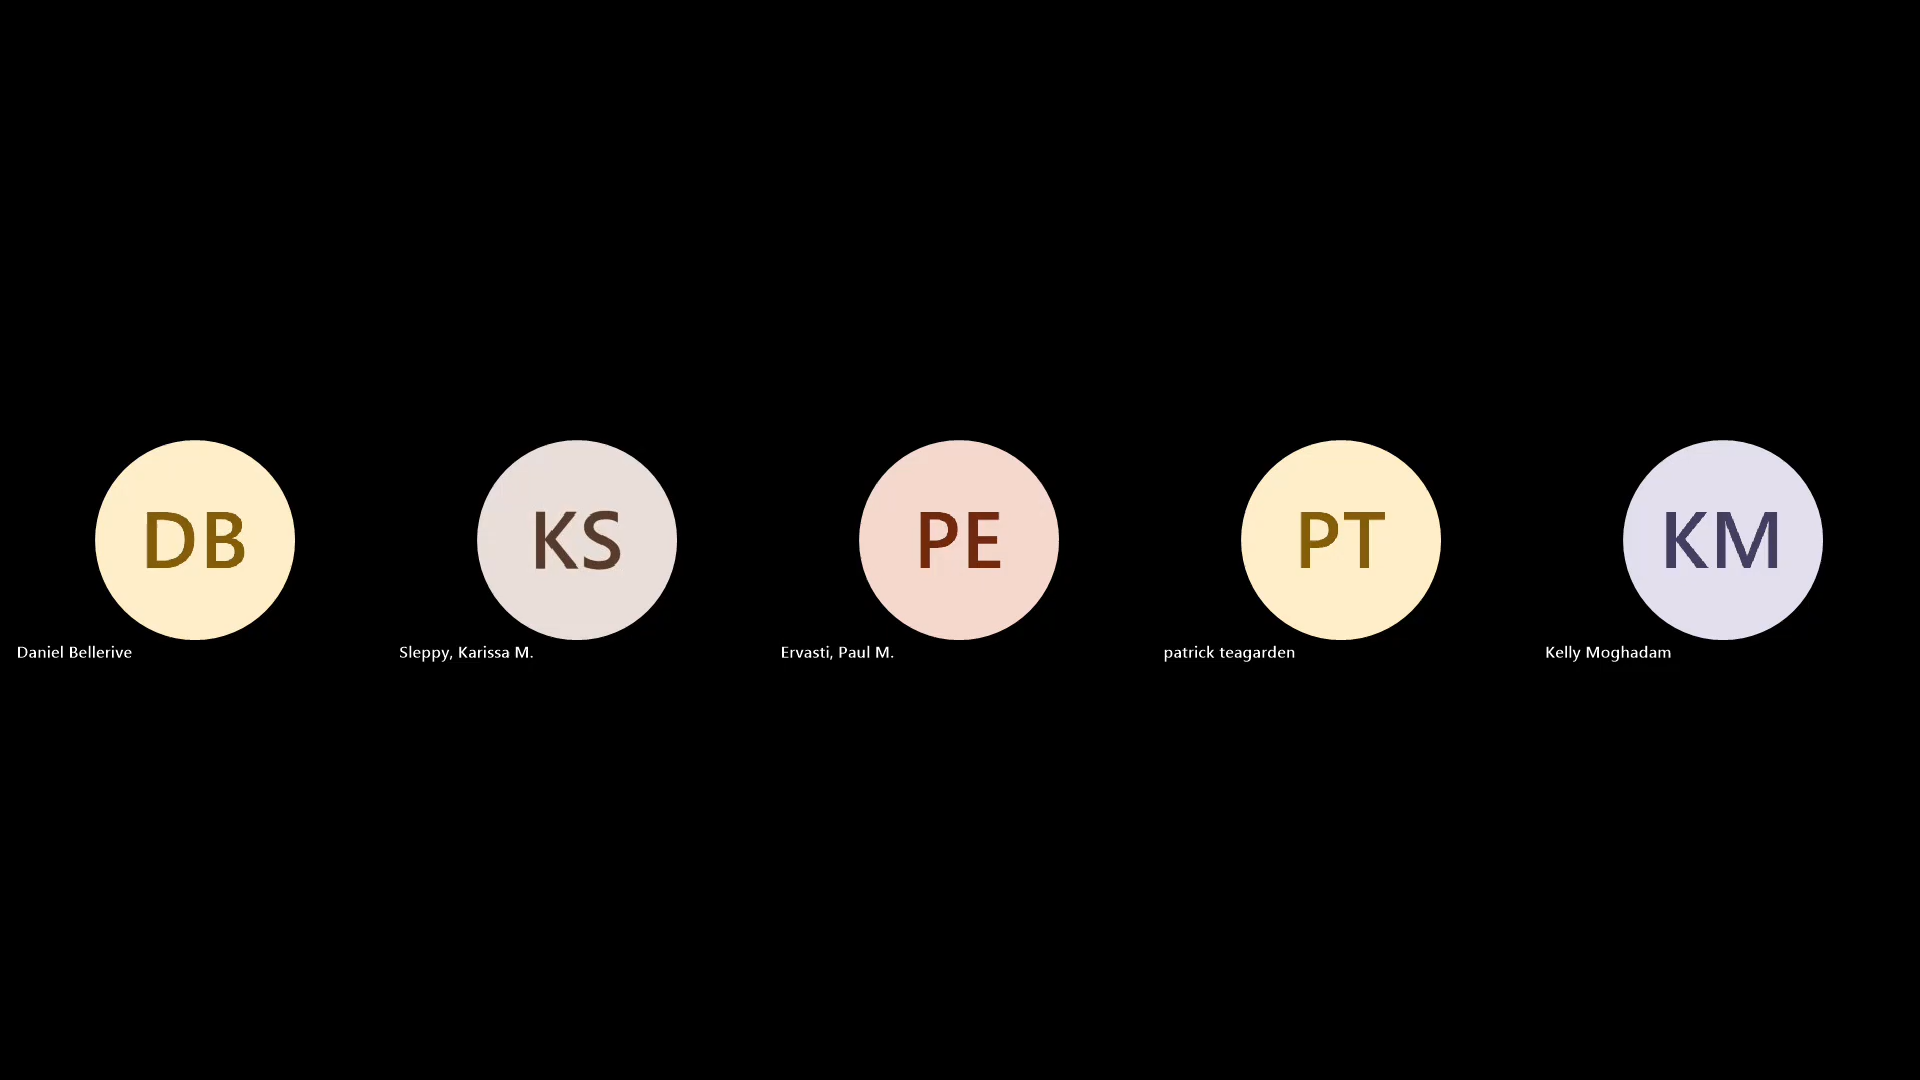 DB
KS
PE
PT
KM
Daniel Bellerive
Sleppy, Karissa M.
Ervasti, Paul M.
patrick teagarden
Kelly Moghadam